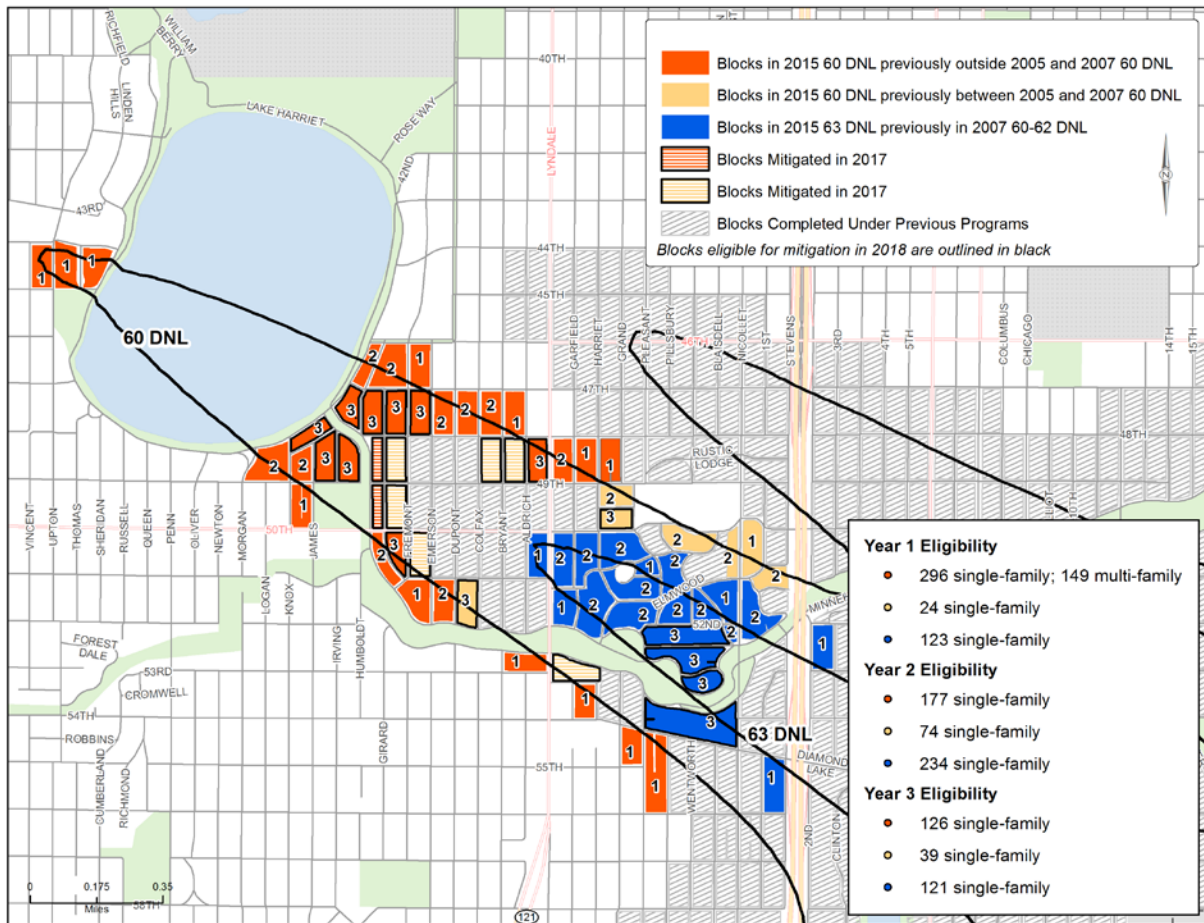 RICHFIELD
WILLIAM
BERRY
LINDEN
HILLS
LAKE HARRIET
ROSEWAY
42ND
43RD
40TH
LYNDALE
Blocks in 2015 60 DNL previously outside 2005 and 2007 60 DNL
Blocks in 2015 60 DNL previously between 2005 and 2007 60 DNL
Blocks in 2015 63 DNL previously in 2007 60-62 DNL
Blocks Mitigated in 2017
Blocks Mitigated in 2017
Blocks Completed Under Previous Programs
Blocks eligible for mitigation in 2018 are outlined in black
N
44TH
45TH
46TH
47TH
48TH
49TH
50TH
60 DNL
GARFIELD
HARRIET
GRAND
PLEASANT
PILLSBURY
BLAISDELL
NICOLLET
1ST
STEVENS
3RD
4TH
5TH
COLUMBUS
CHICAGO
14TH
15TH
RUSTIC
LODGE
VINCENT
UPTON
THOMAS
SHERIDAN
RUSSELL
QUEEN
PENN
OLIVER
NEWTON
MORGAN
LOGAN
KNOX
JAMES
IRVING
HUMBOLDT
GIRARD
FREMONT
EMERSON
DUPONT
COLFAX
BRYANT
ALDRICH
ELMWOOD
52ND
MINNEH
10TH
FOREST
DALE
53RD
CROMWELL
54TH
ROBBINS
CUMBERLAND
RICHMOND
55TH
WENTWORTH
63 DNL
DIAMOND
LAKE
2ND
CLINTON
58TH
121
0 0.175 0.35
Miles
Year 1 Eligibility
296 single-family; 149 multi-family
24 single-family
123 single-family
Year 2 Eligibility
177 single-family
74 single-family
234 single-family
Year 3 Eligibility
126 single-family
39 single-family
121 single-family